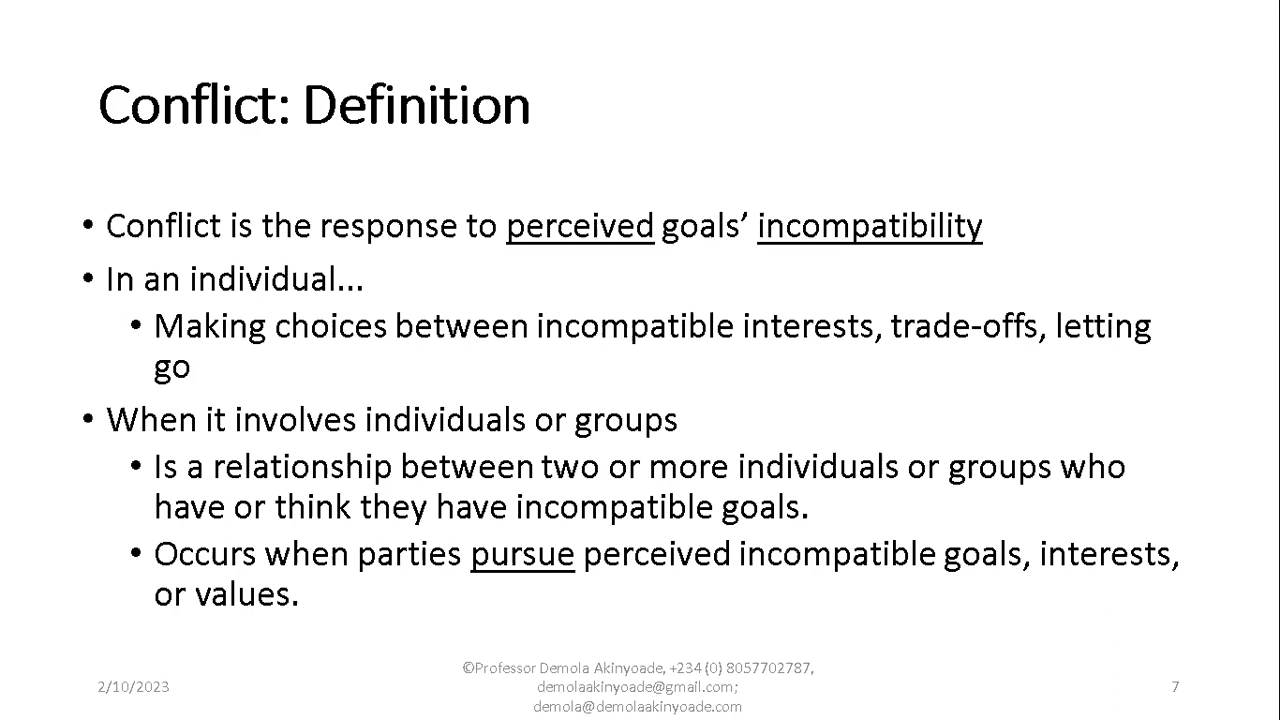 Conflict: Definition
• Conflict is the response to perceived goals’ incompatibility
• In an individual...
• Making choices between incompatible interests, trade-offs, letting
go
• When it involves individuals or groups
• Is a relationship between two or more individuals or groups who
have or think they have incompatible goals.
• Occurs when parties pursue perceived incompatible goals, interests,
or values.
2/10/2023
©Professor Demola Akinyoade, +234 (0) 8057702787,
demolaakinyoade@gmail.com;
demola@demolaakinyoade.com
7